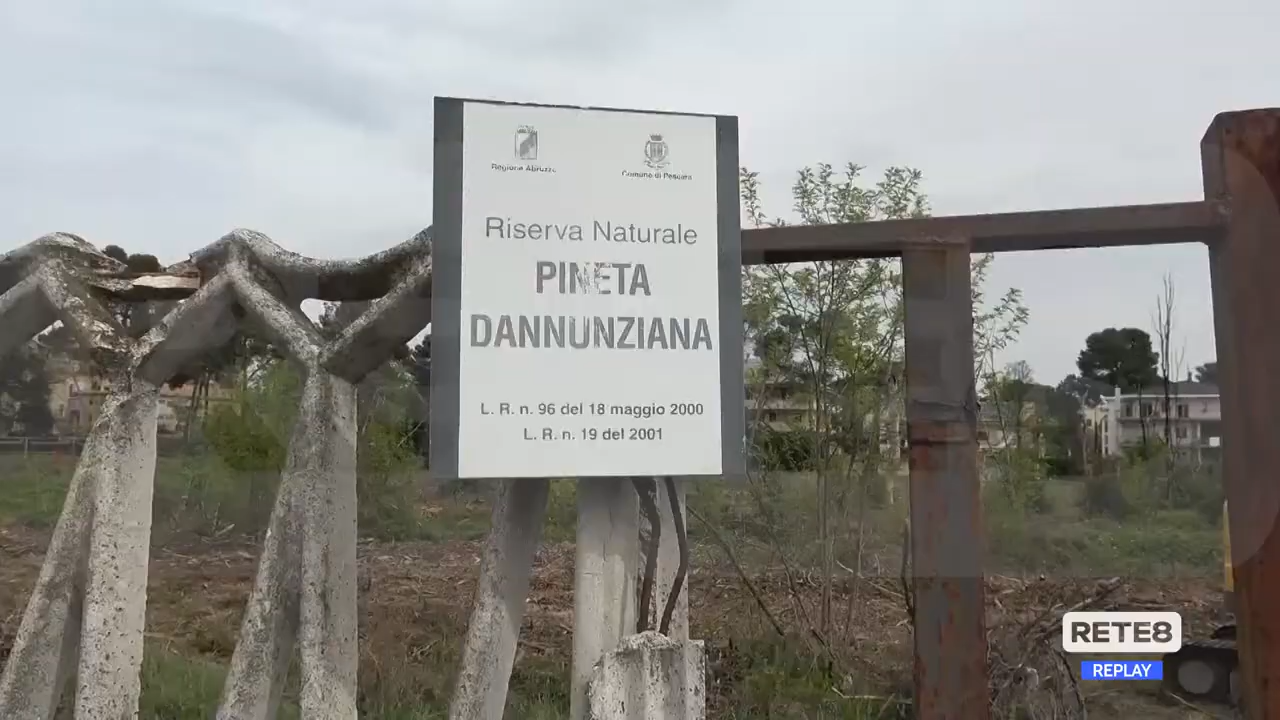 Regione Abruzzo
Comune di Pescara
Riserva Naturale
PINETA
DANNUNZIANA
L. R. n. 96 del 18 maggio 2000
L. R. n. 19 del 2001
RETE8
REPLAY